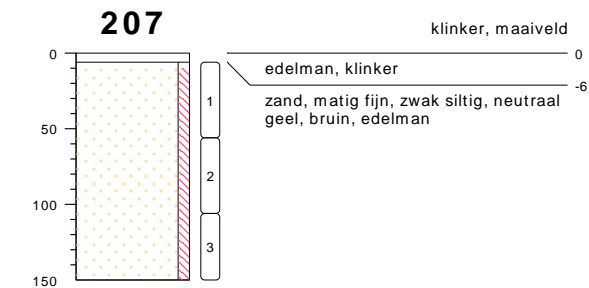 207
klinker, maaiveld
0
0
edelman, klinker
-6
zand, matig fijn, zwak siltig, neutraal
geel, bruin, edelman
1
50
2
100
3
150